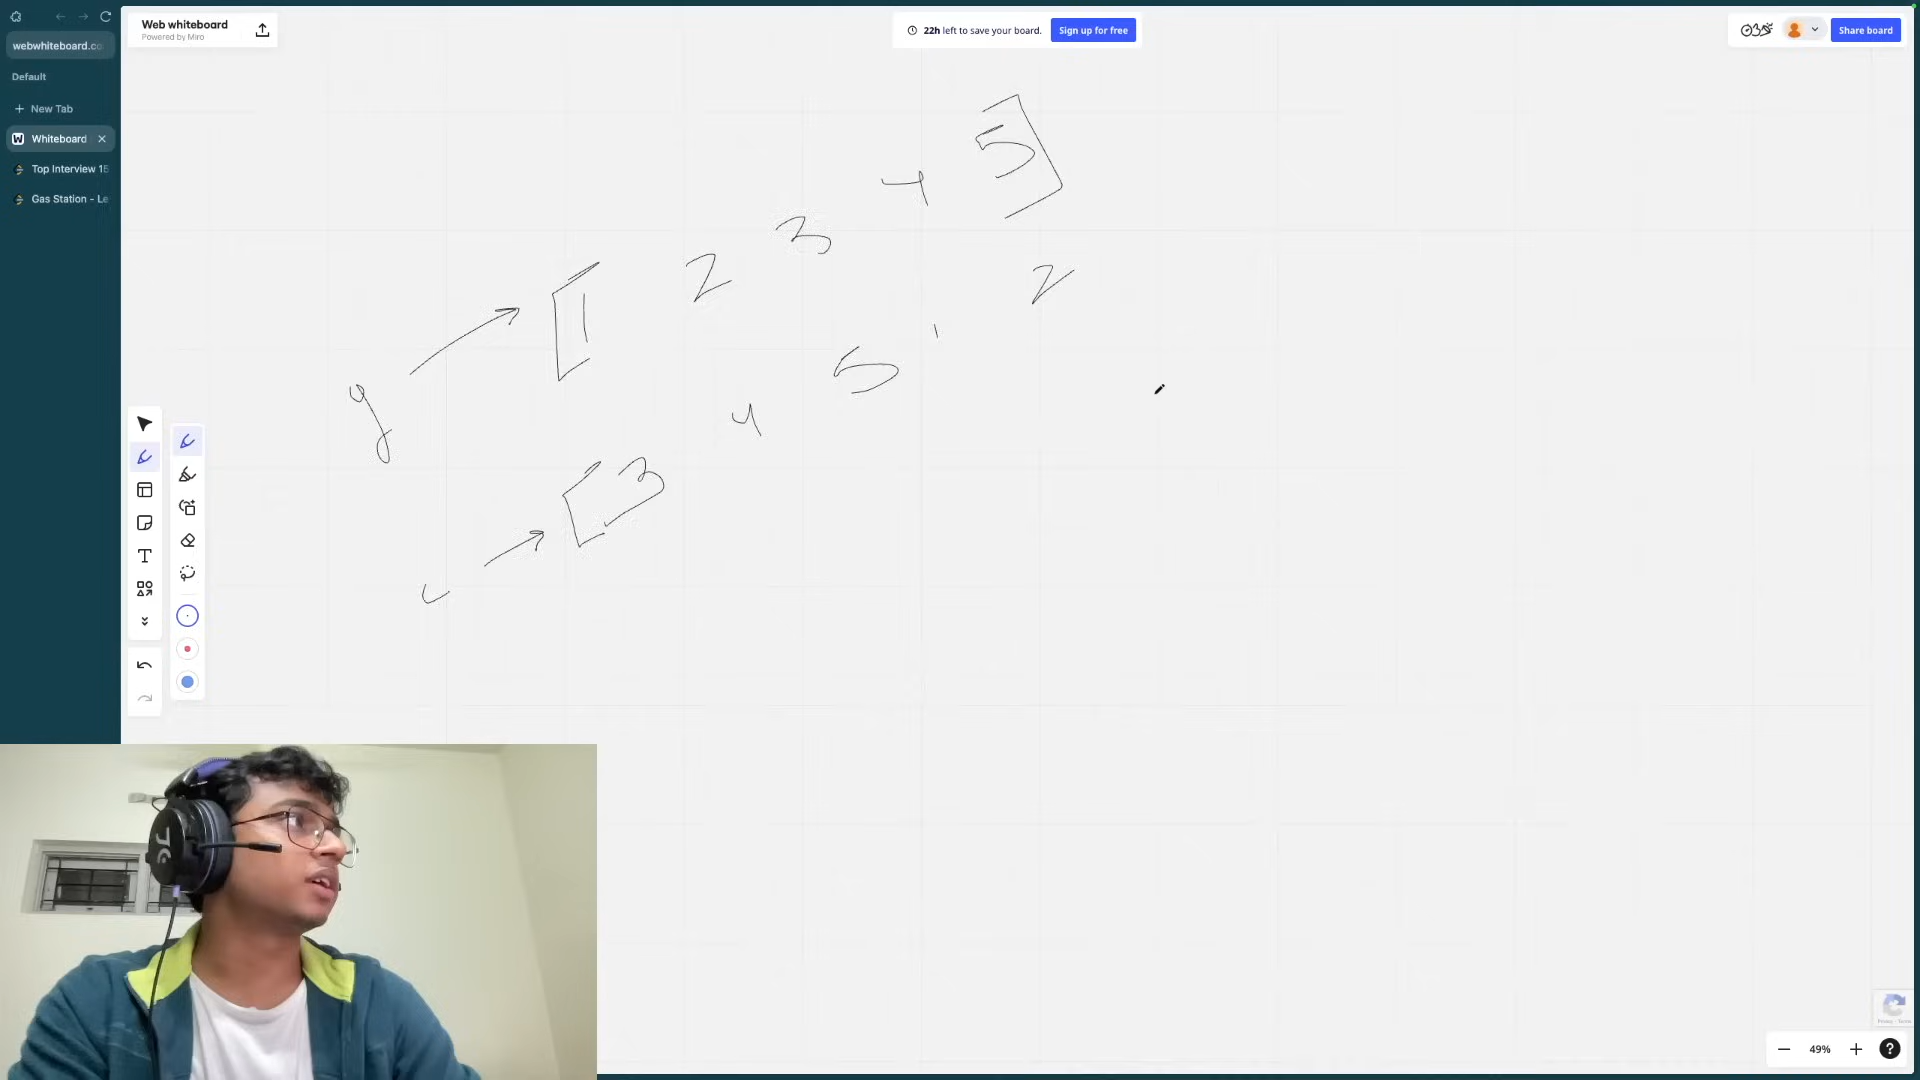 webwhiteboard.co
Default
New Tab
Whiteboard
Top Interview 15
Gas Station - Le
Web whiteboard
Powered by Miro
22h left to save your board.
Sign up for free
Share board
g → [1 2 3 4 5]
c → [3 4 5 1 2
T
49%
?